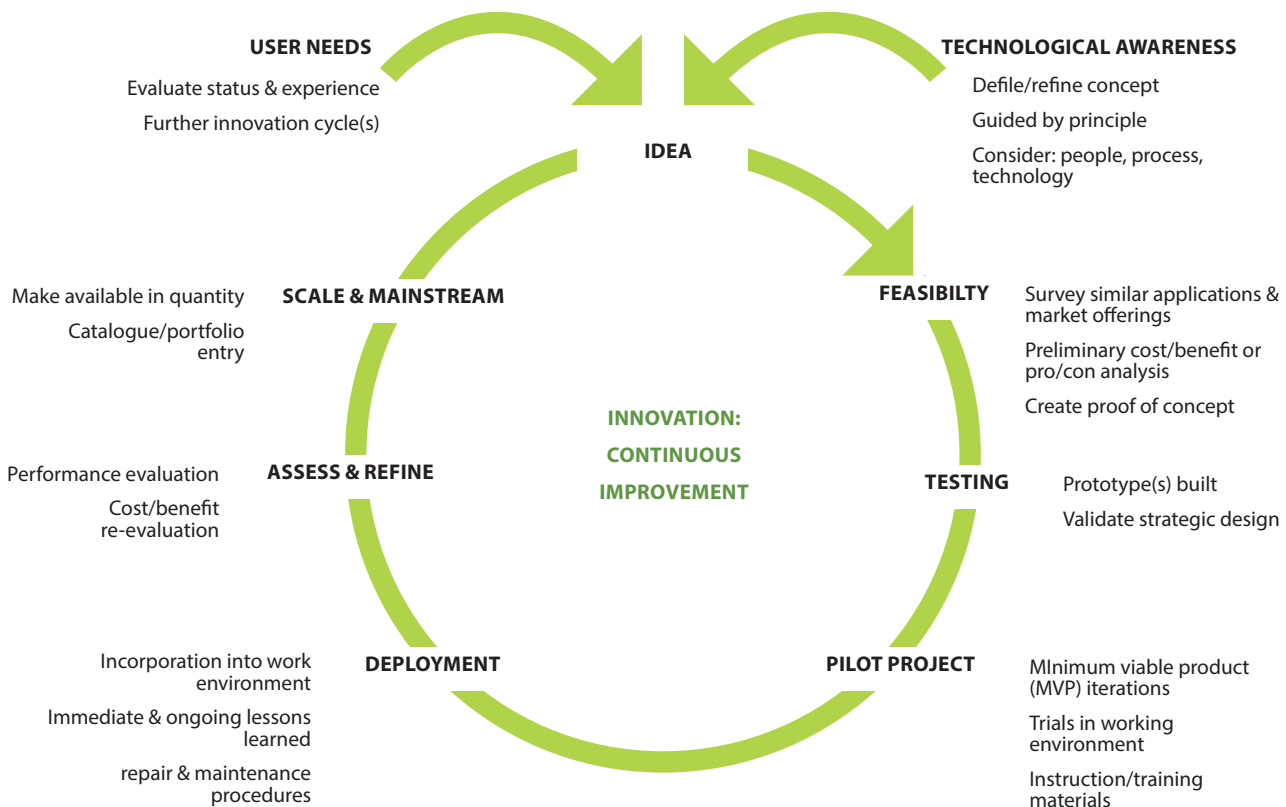 USER NEEDS
Evaluate status & experience
Further innovation cycle(s)
TECHNOLOGICAL AWARENESS
Defile/refine concept
Guided by principle
Consider: people, process,
technology
IDEA
FEASIBILTY
Survey similar applications &
market offerings
Preliminary cost/benefit or
pro/con analysis
Create proof of concept
TESTING
Prototype(s) built
Validate strategic design
PILOT PROJECT
MInimum viable product
(MVP) iterations
Trials in working
environment
Instruction/training
materials
DEPLOYMENT
Incorporation into work
environment
Immediate & ongoing lessons
learned
repair & maintenance
procedures
ASSESS & REFINE
Performance evaluation
Cost/benefit
re-evaluation
SCALE & MAINSTREAM
Make available in quantity
Catalogue/portfolio
entry
INNOVATION:
CONTINUOUS
IMPROVEMENT